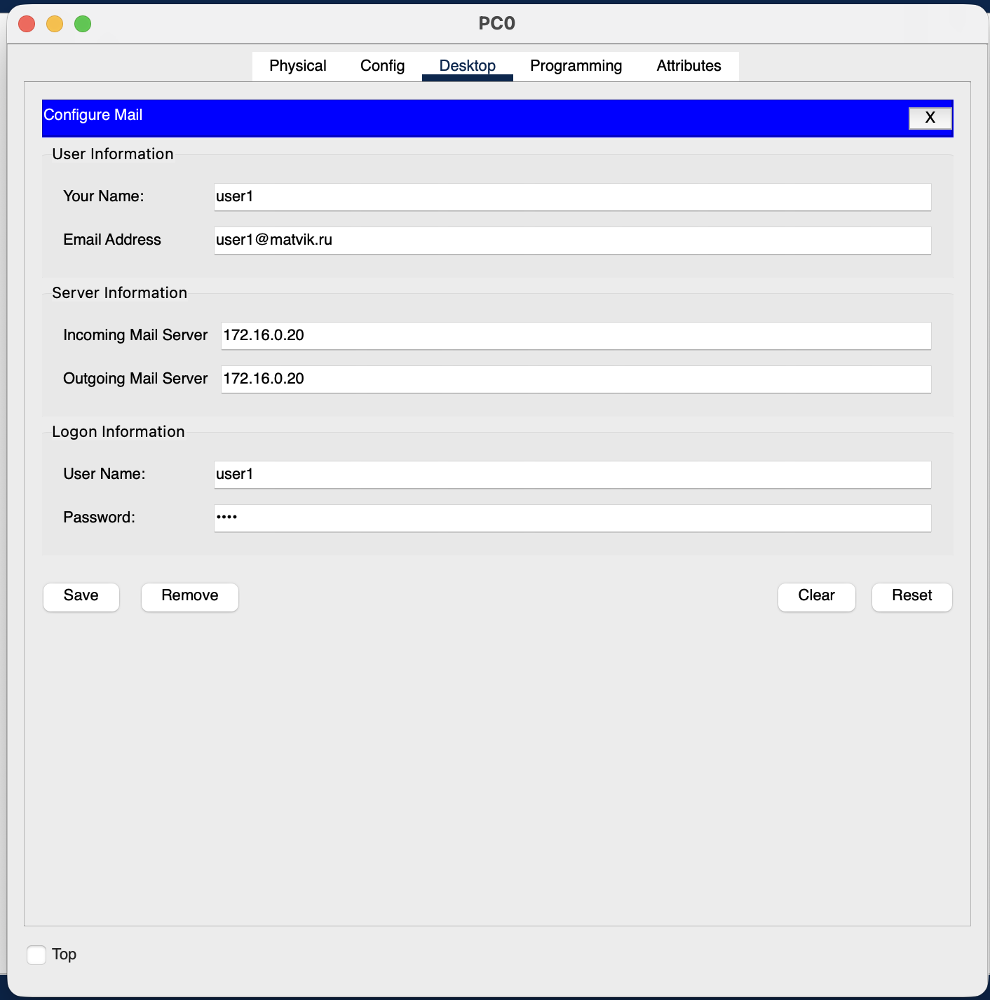 PC0
Physical Config Desktop Programming Attributes
Configure Mail X
User Information
Your Name: user1
Email Address user1@matvik.ru
Server Information
Incoming Mail Server 172.16.0.20
Outgoing Mail Server 172.16.0.20
Logon Information
User Name: user1
Password: ••••
Save Remove Clear Reset
Top